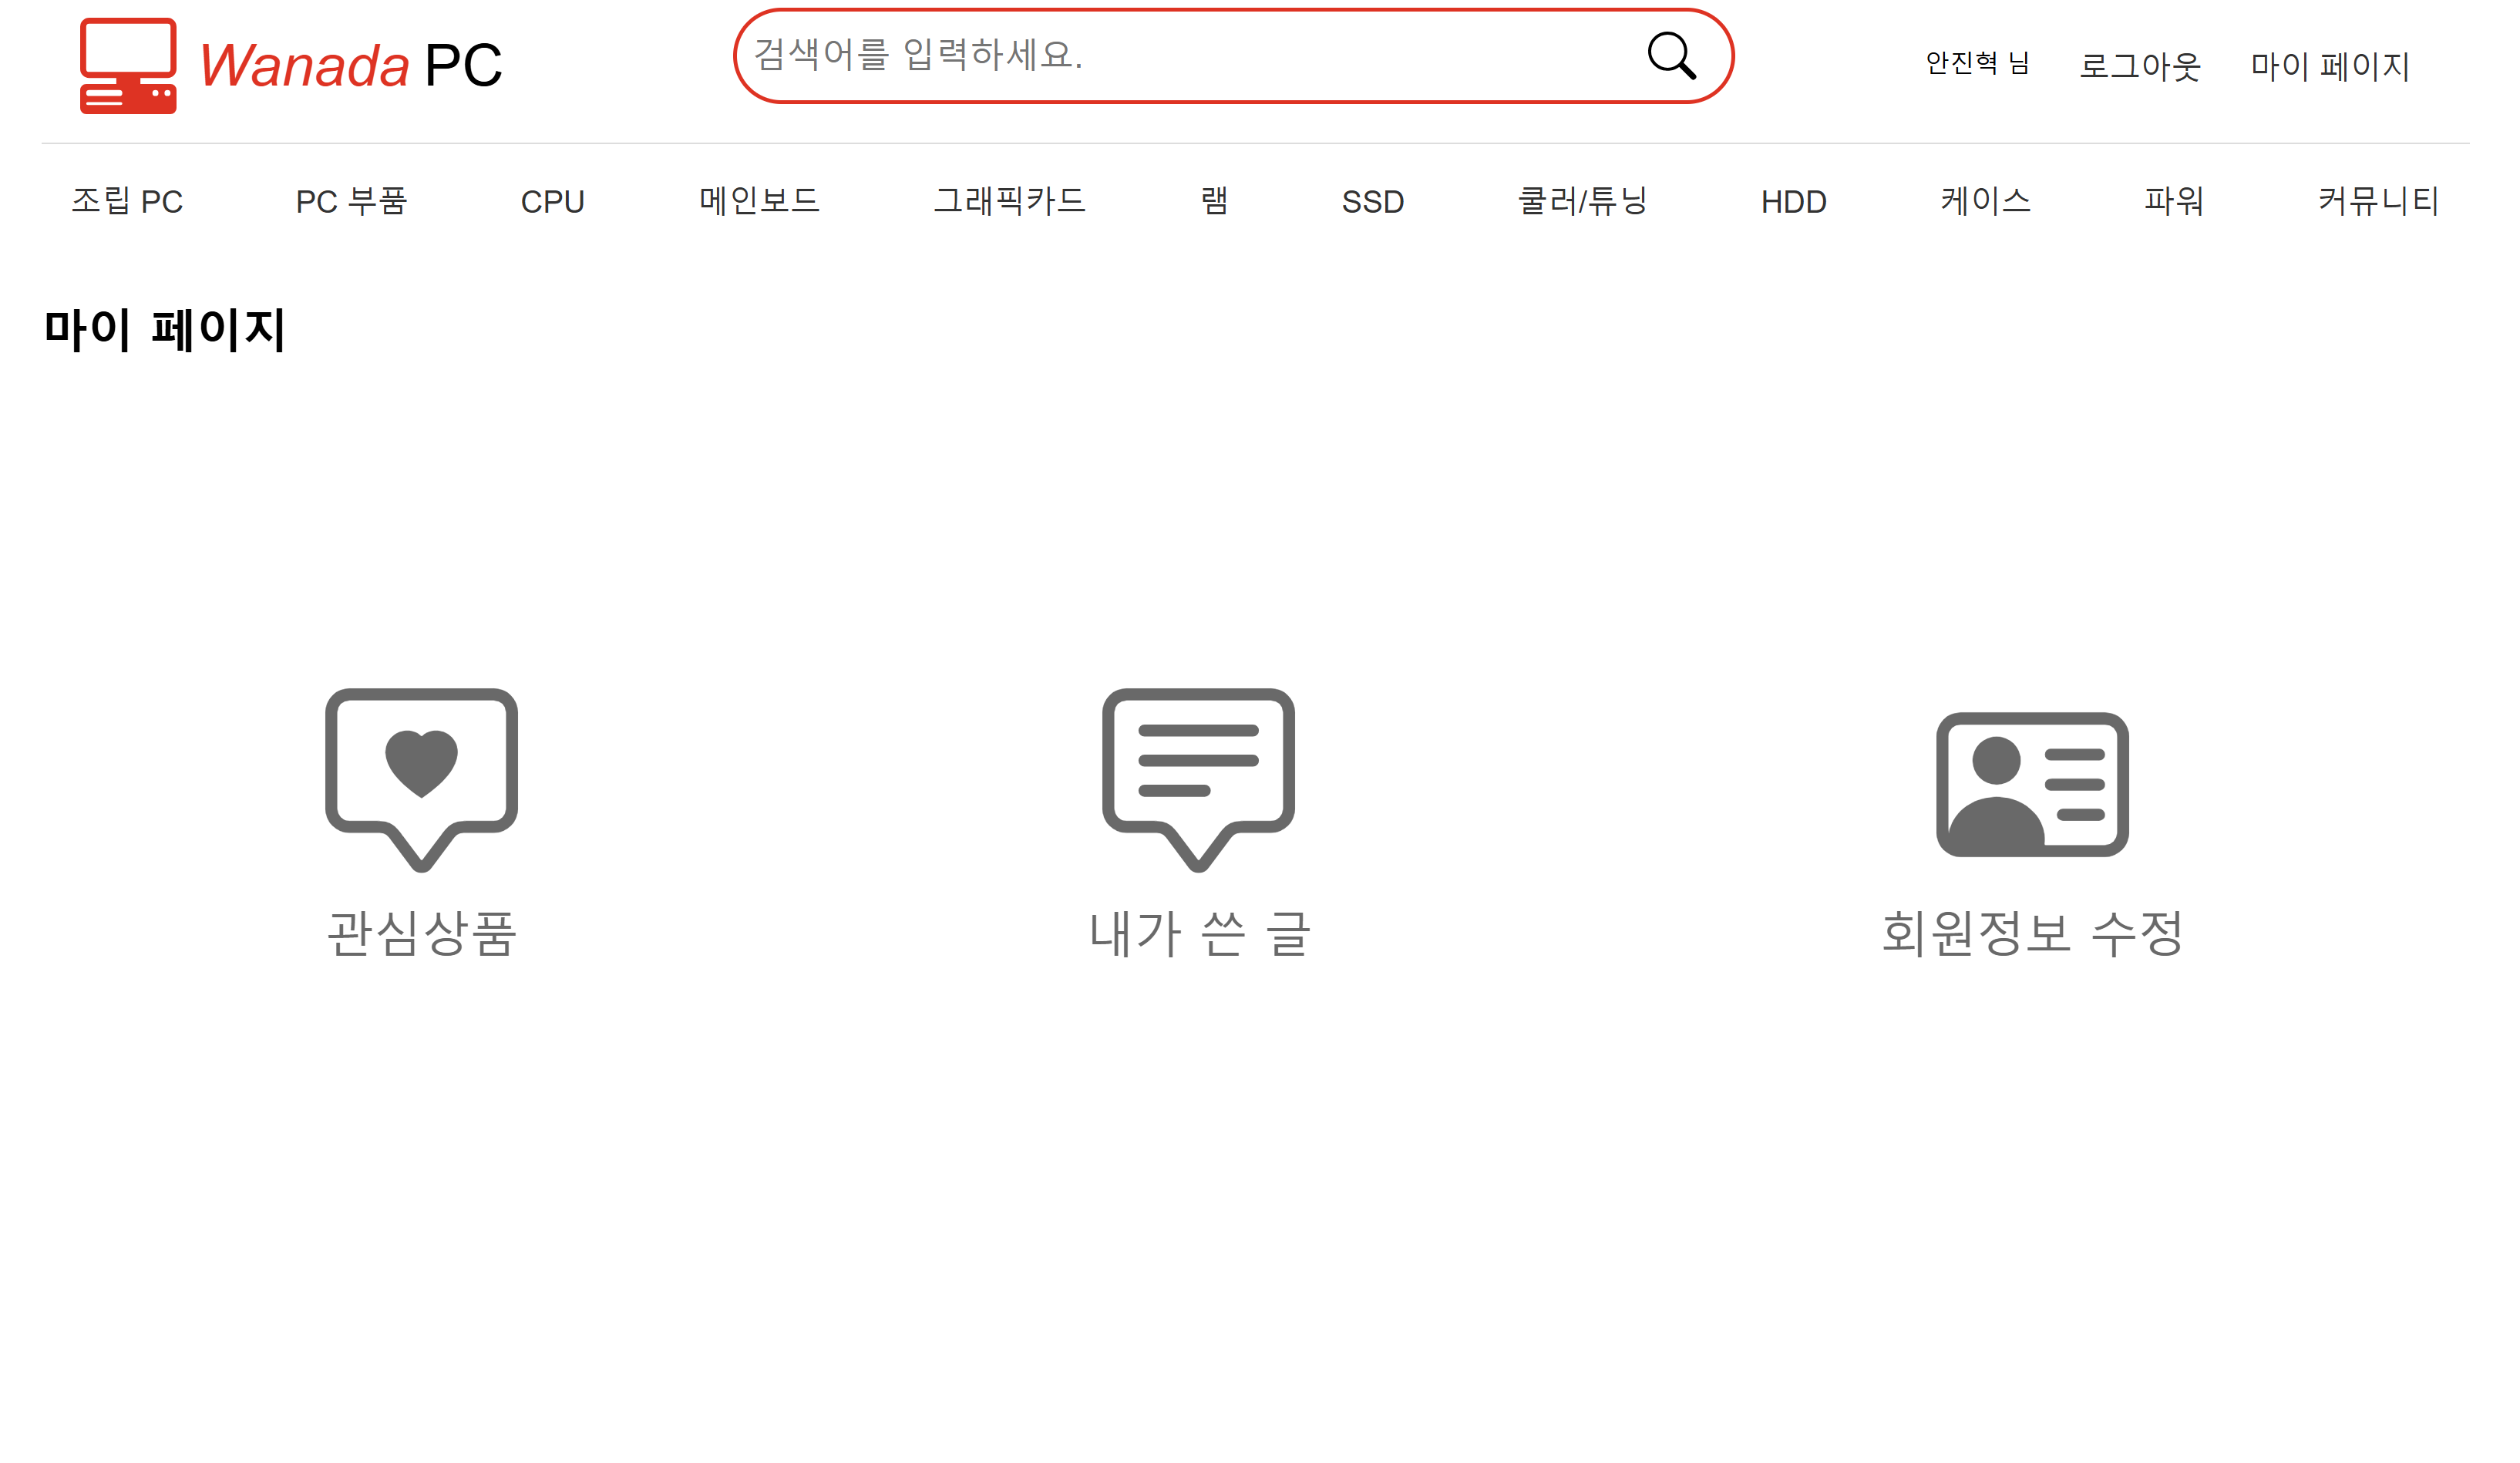 Wanada PC
검색어를 입력하세요.
안진혁 님 로그아웃 마이 페이지
조립 PC PC 부품 CPU 메인보드 그래픽카드 램 SSD 쿨러/튜닝 HDD 케이스 파워 커뮤니티
마이 페이지
관심상품 내가 쓴 글 회원정보 수정